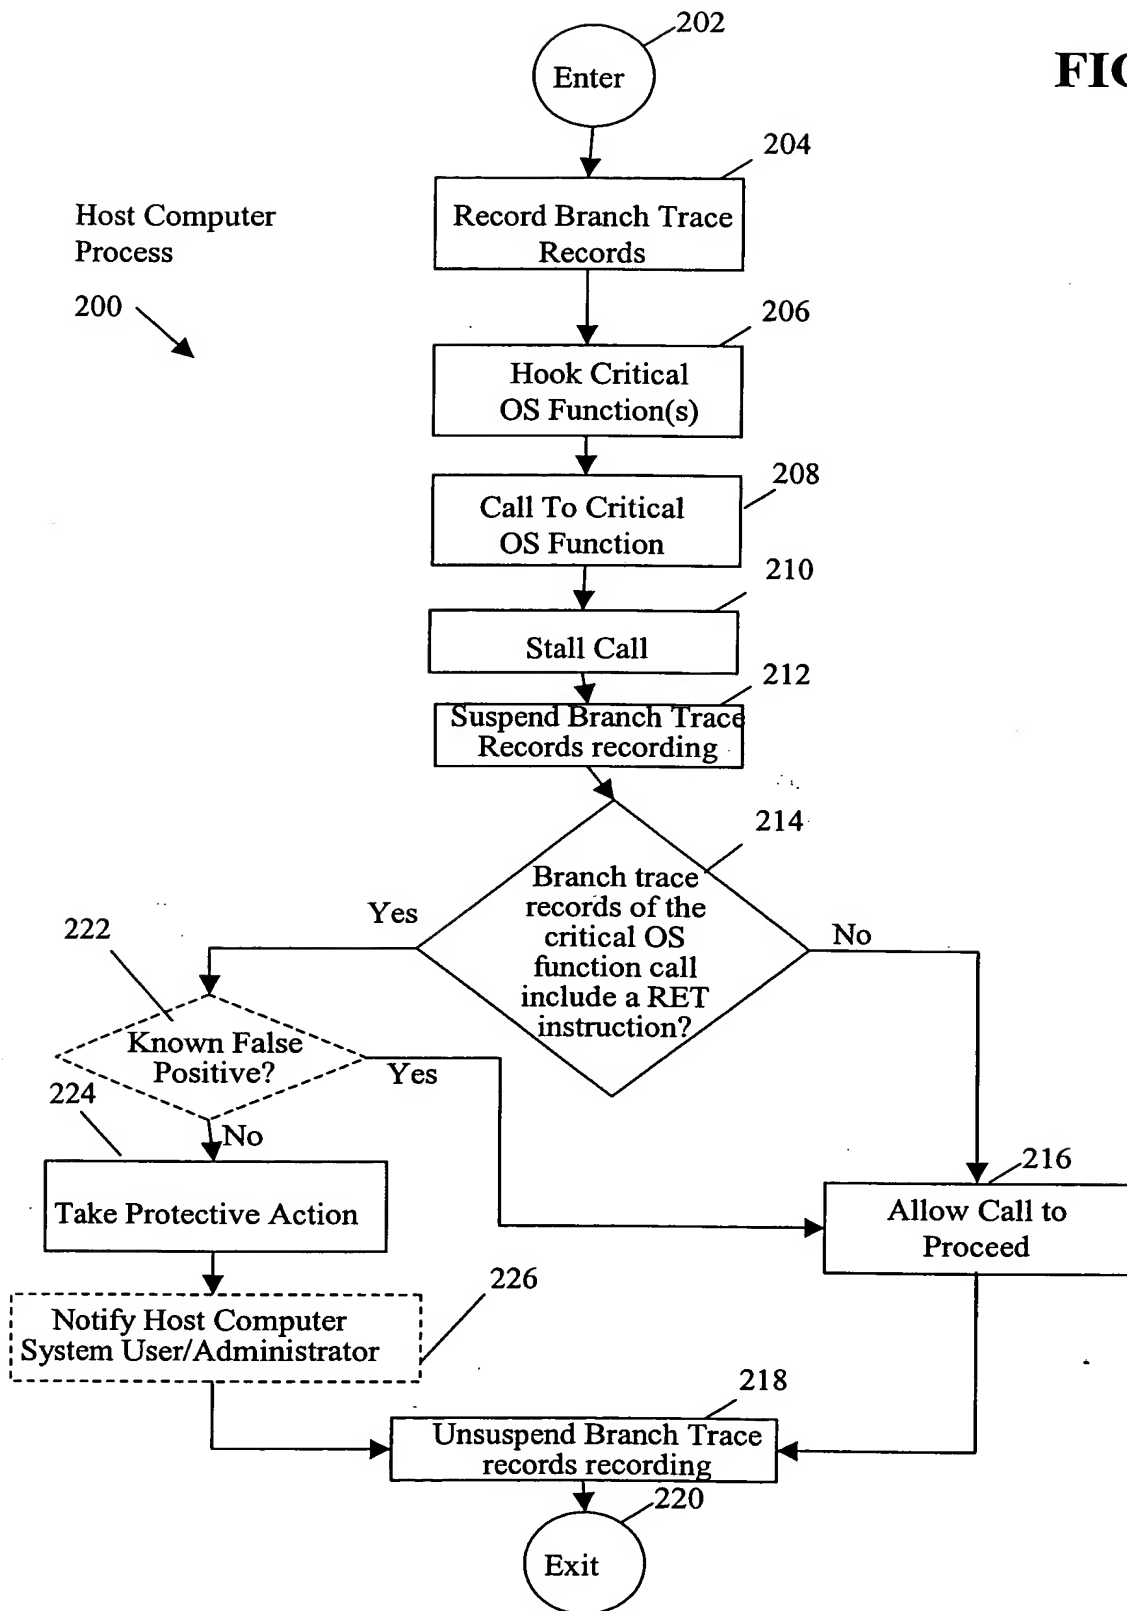 202
Enter
FIG
204
Record Branch Trace
Records
Host Computer
Process
200
206
Hook Critical
OS Function(s)
208
Call To Critical
OS Function
210
Stall Call
212
Suspend Branch Trace
Records recording
214
Branch trace
records of the
critical OS
function call
include a RET
instruction?
Yes
No
222
Known False
Positive?
Yes
224
No
Take Protective Action
216
Allow Call to
Proceed
226
Notify Host Computer
System User/Administrator
218
Unsuspend Branch Trace
records recording
220
Exit